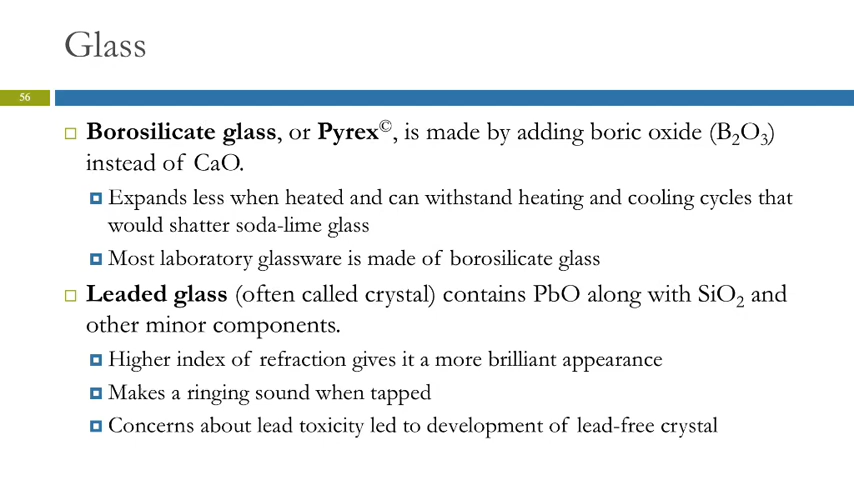 Glass
56
Borosilicate glass, or Pyrex©, is made by adding boric oxide (B₂O₃)
instead of CaO.
Expands less when heated and can withstand heating and cooling cycles that
would shatter soda-lime glass
Most laboratory glassware is made of borosilicate glass
Leaded glass (often called crystal) contains PbO along with SiO₂ and
other minor components.
Higher index of refraction gives it a more brilliant appearance
Makes a ringing sound when tapped
Concerns about lead toxicity led to development of lead-free crystal